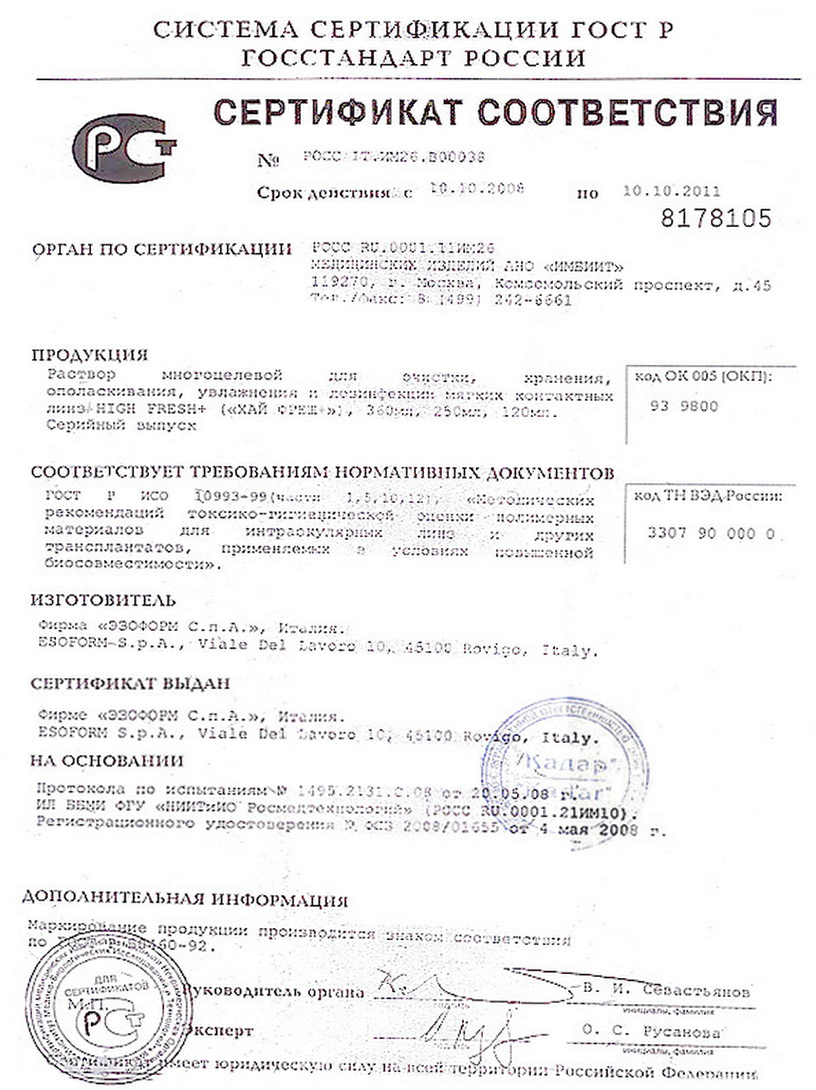 СИСТЕМА СЕРТИФИКАЦИИ ГОСТ Р
ГОССТАНДАРТ РОССИИ
СЕРТИФИКАТ СООТВЕТСТВИЯ
№ РОСС IT.ИМ26.В00038
Срок действия с 10.10.2008 по 10.10.2011
8178105
ОРГАН ПО СЕРТИФИКАЦИИ РОСС RU.0001.11ИМ26
МЕДИЦИНСКИХ ИЗДЕЛИЙ АНО «ИМБИИТ»
119270, г. Москва, Комсомольский проспект, д.45
Тел./Факс: 8 (499) 242-6661
ПРОДУКЦИЯ
Раствор многоцелевой для очистки, хранения,
ополаскивания, увлажнения и дезинфекции мягких контактных
линз HIGH FRESH+ («ХАЙ ФРЕШ+»), 360мл, 250мл, 120мл.
Серийный выпуск
код ОК 005 (ОКП):
93 9800
СООТВЕТСТВУЕТ ТРЕБОВАНИЯМ НОРМАТИВНЫХ ДОКУМЕНТОВ
ГОСТ Р ИСО 10993-99(части 1,5,10,12), «Методических
рекомендаций токсико-гигиенической оценки полимерных
материалов для интраокулярных линз и других
трансплантатов, применяемых в условиях повышенной
биосовместимости».
код ТН ВЭД России:
3307 90 000 0
ИЗГОТОВИТЕЛЬ
Фирма «ЭЗОФОРМ С.п.А.», Италия.
ESOFORM S.p.A., Viale Del Lavoro 10, 45100 Rovigo, Italy.
СЕРТИФИКАТ ВЫДАН
Фирме «ЭЗОФОРМ С.п.А.», Италия.
ESOFORM S.p.A., Viale Del Lavoro 10, 45100 Rovigo, Italy.
"Кадар"
НА ОСНОВАНИИ
Протокола по испытаниям № 1495.2131.С.08 от 20.05.08 г.
ИЛ ББМИ ФГУ «НИИТиИО Росмедтехнологий» (РОСС RU.0001.21ИМ10).
Регистрационного удостоверения № ФСЗ 2008/01655 от 4 мая 2008 г.
ДОПОЛНИТЕЛЬНАЯ ИНФОРМАЦИЯ
Маркирование продукции производится знаком соответствия
по 50460-92.
ДЛЯ
СЕРТИФИКАТОВ
М.П.
Руководитель органа В. И. Севастьянов
подпись инициалы, фамилия
Эксперт О. С. Русанова
подпись инициалы, фамилия
Сертификат имеет юридическую силу на всей территории Российской Федерации